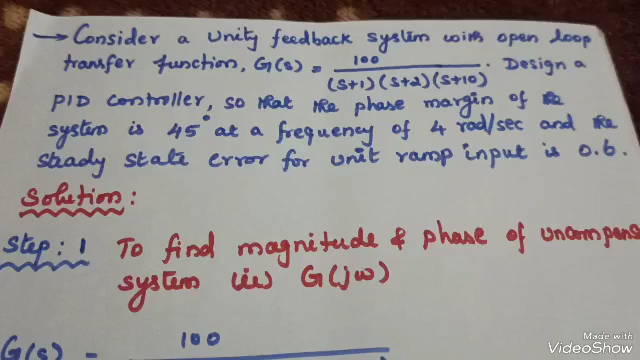 → Consider a Unity feedback system with open loop
transfer function, G(s) = 100 / (s+1)(s+2)(s+10) . Design a
PID controller, so that the phase margin of the
system is 45° at a frequency of 4 rad/sec and the
steady state error for unit ramp input is 0.6.
Solution:
Step: 1 To find magnitude & phase of uncompens
system (ie) G(jω)
G(s) = 100
Made with
VideoShow